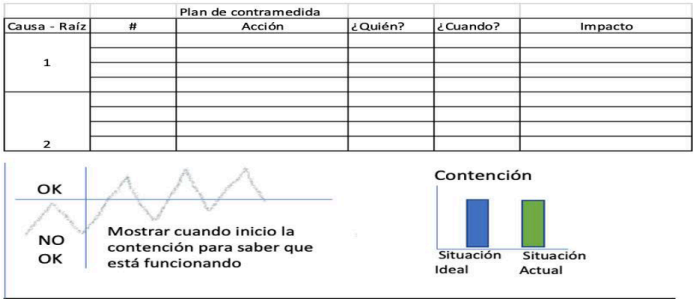 Plan de contramedida
Causa - Raíz # Acción ¿Quién? ¿Cuando? Impacto
1
2
OK
NO
OK
Mostrar cuando inicio la
contención para saber que
está funcionando
Contención
Situación Ideal
Situación Actual